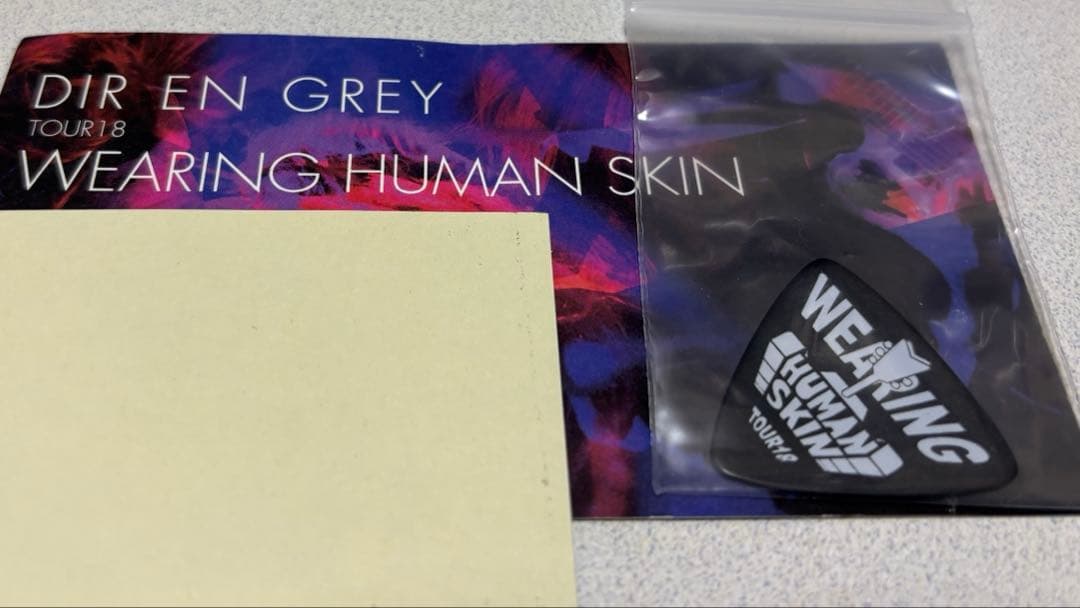 DIR EN GREY
TOUR18
WEARING HUMAN SKIN
WEARING
HUMAN
SKIN
TOUR18